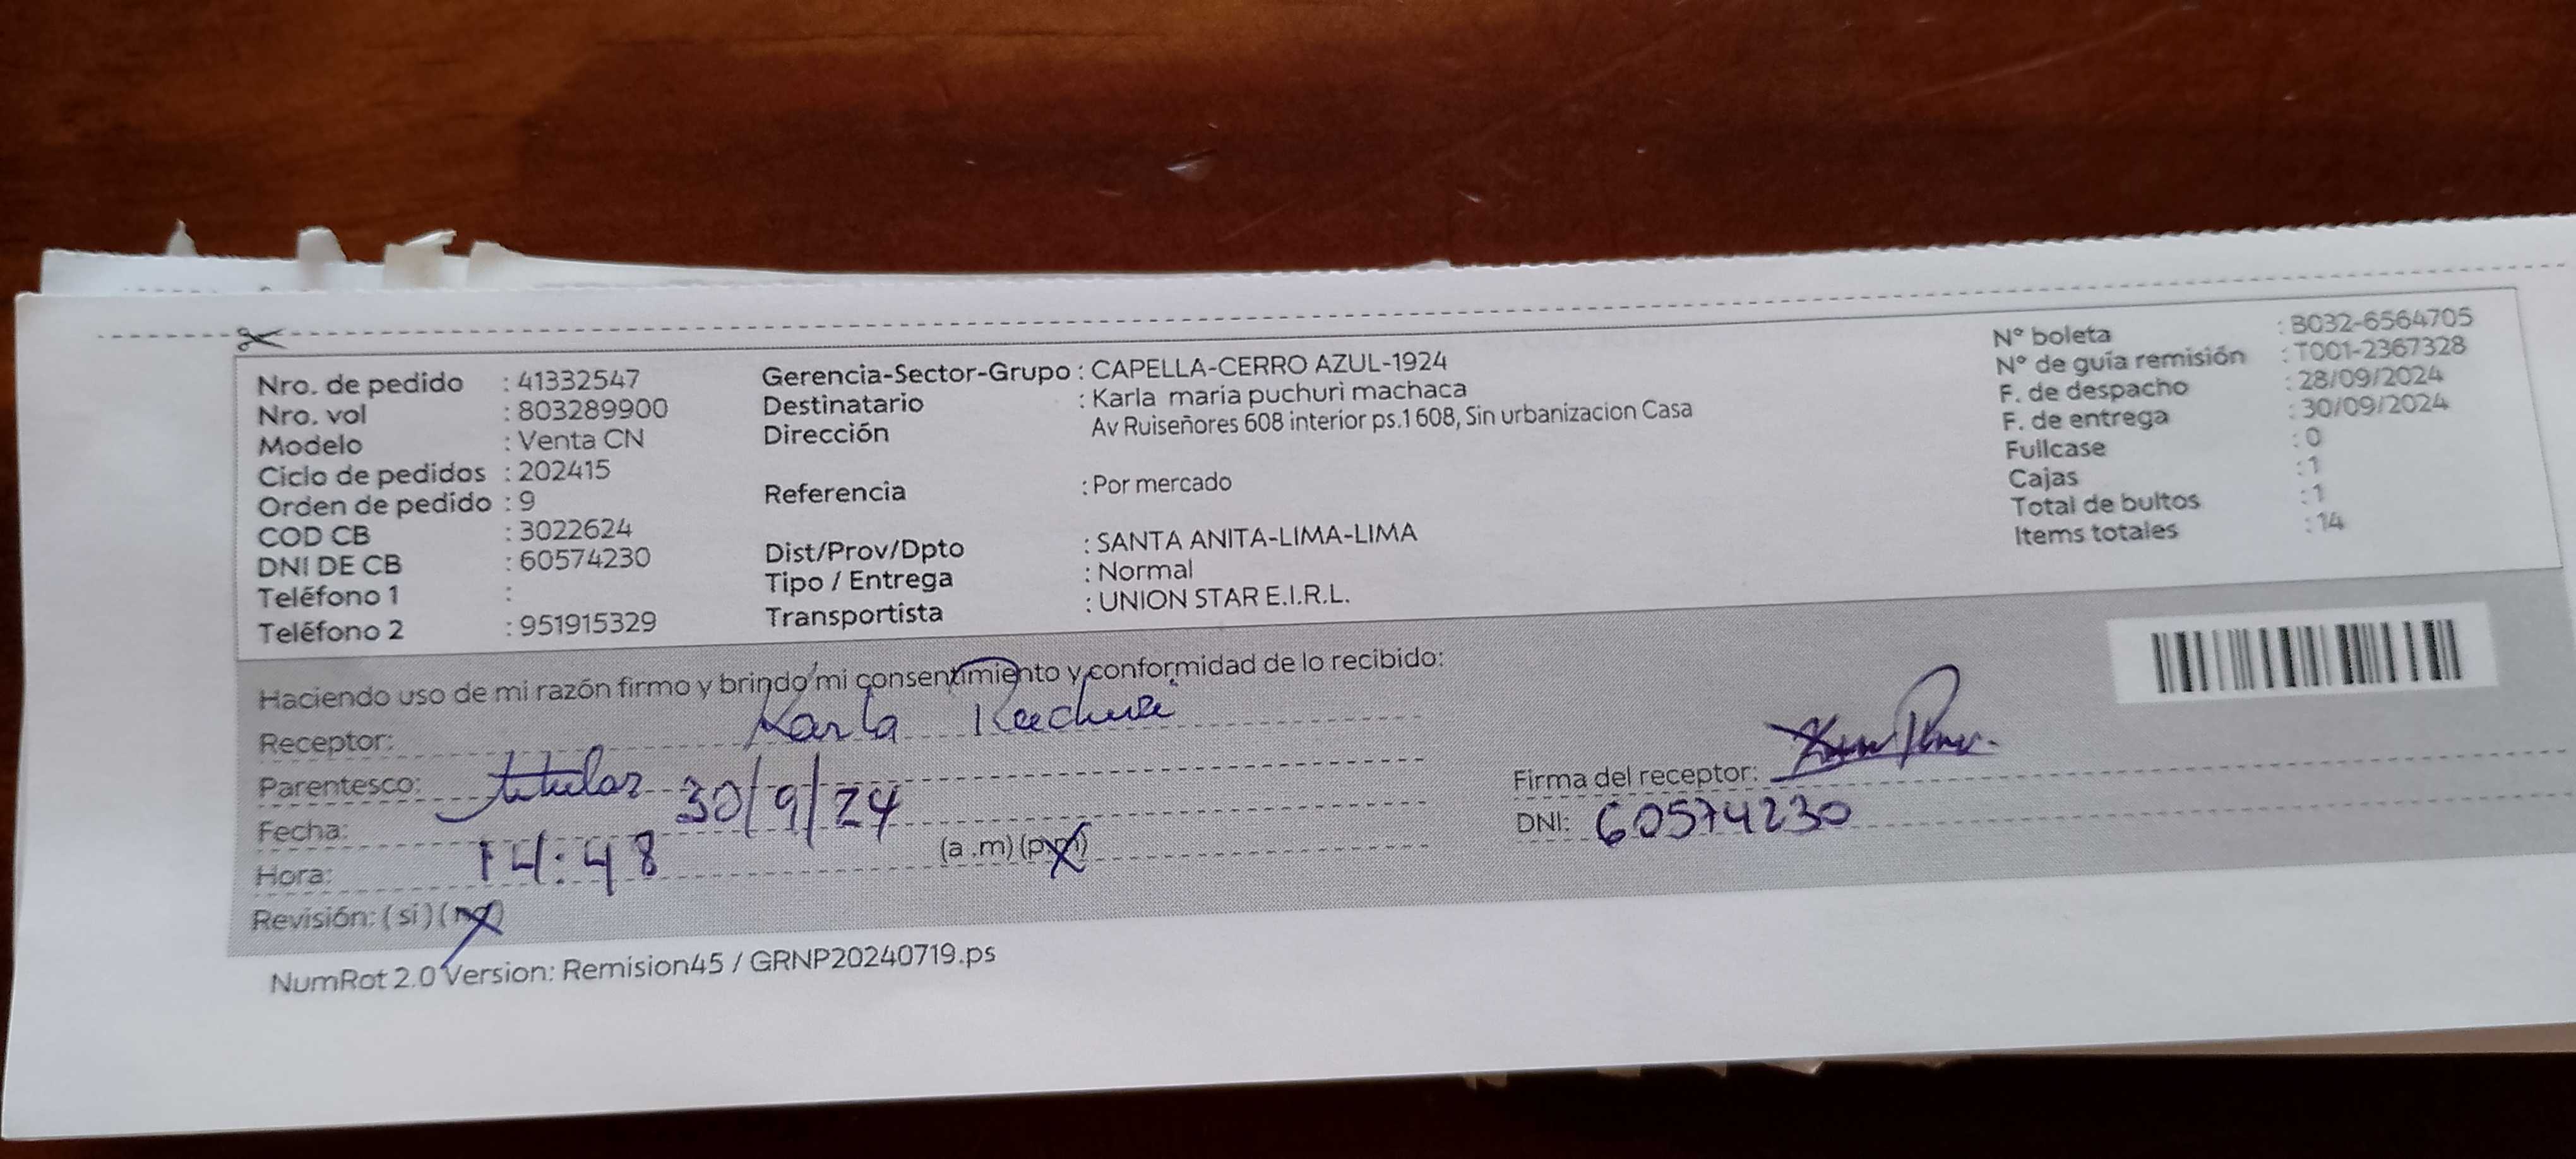 Nro. de pedido : 41332547
Nro. vol : 803289900
Modelo : Venta CN
Ciclo de pedidos : 202415
Orden de pedido : 9
COD CB : 3022624
DNI DE CB : 60574230
Teléfono 1 :
Teléfono 2 : 951915329
Gerencia-Sector-Grupo : CAPELLA-CERRO AZUL-1924
Destinatario : Karla maria puchuri machaca
Dirección Av Ruiseñores 608 interior ps.1 608, Sin urbanizacion Casa
Referencia : Por mercado
Dist/Prov/Dpto : SANTA ANITA-LIMA-LIMA
Tipo / Entrega : Normal
Transportista : UNION STAR E.I.R.L.
N° boleta : B032-6564705
N° de guía remisión : T001-2367328
F. de despacho : 28/09/2024
F. de entrega : 30/09/2024
Fullcase : 0
Cajas : 1
Total de bultos : 1
Items totales : 14
Haciendo uso de mi razón firmo y brindo mi consentimiento y conformidad de lo recibido:
Receptor: Karla
Parentesco: titular
Fecha: 30/9/24
Hora: 14:48 (a .m) (p.m)
Revisión: (si) (no)
Firma del receptor:
DNI: 60574230
NumRot 2.0 Version: Remision45 / GRNP20240719.ps